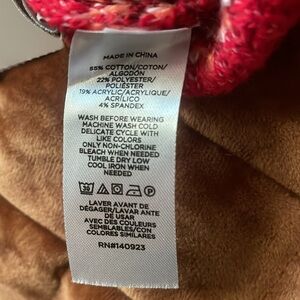 MADE IN CHINA
55% COTTON/COTON/
ALGODÓN
22% POLYESTER/
POLIÉSTER
19% ACRYLIC/ACRYLIQUE/
ACRÍLICO
4% SPANDEX
WASH BEFORE WEARING
MACHINE WASH COLD
DELICATE CYCLE WITH
LIKE COLORS
ONLY NON-CHLORINE
BLEACH WHEN NEEDED
TUMBLE DRY LOW
COOL IRON WHEN
NEEDED
LAVER AVANT DE
DÉGAGER/LAVAR ANTE
DE USAR
AVEC DES COULEURS
SEMBLABLES/CON
COLORES SIMILARES
RN#140923